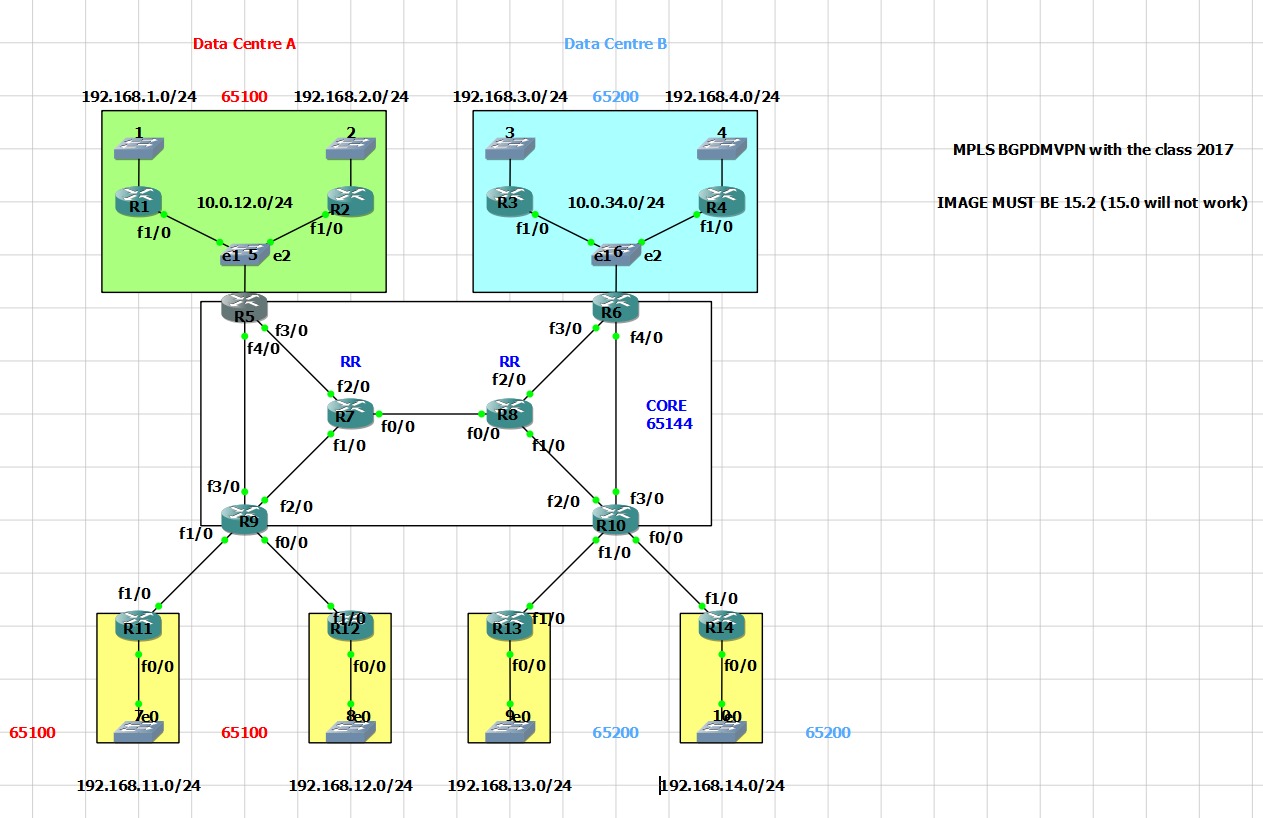 Data Centre A
Data Centre B
192.168.1.0/24 65100 192.168.2.0/24
192.168.3.0/24 65200 192.168.4.0/24
1
2
3
4
MPLS BGPDMVPN with the class 2017
R1
10.0.12.0/24
R2
R3
10.0.34.0/24
R4
IMAGE MUST BE 15.2 (15.0 will not work)
f1/0
f1/0
f1/0
f1/0
e1 5 e2
e1 6 e2
R5
R6
f3/0
f4/0
f3/0
f4/0
RR
RR
f2/0
f2/0
R7
f0/0
R8
f0/0
CORE
65144
f1/0
f1/0
f3/0
f2/0
f2/0
f3/0
R9
R10
f1/0
f0/0
f1/0
f0/0
f1/0
f1/0
f1/0
f1/0
R11
R12
R13
R14
f0/0
f0/0
f0/0
f0/0
7 e0
8 e0
9 e0
10 e0
65100
65100
65200
65200
192.168.11.0/24
192.168.12.0/24
192.168.13.0/24
192.168.14.0/24